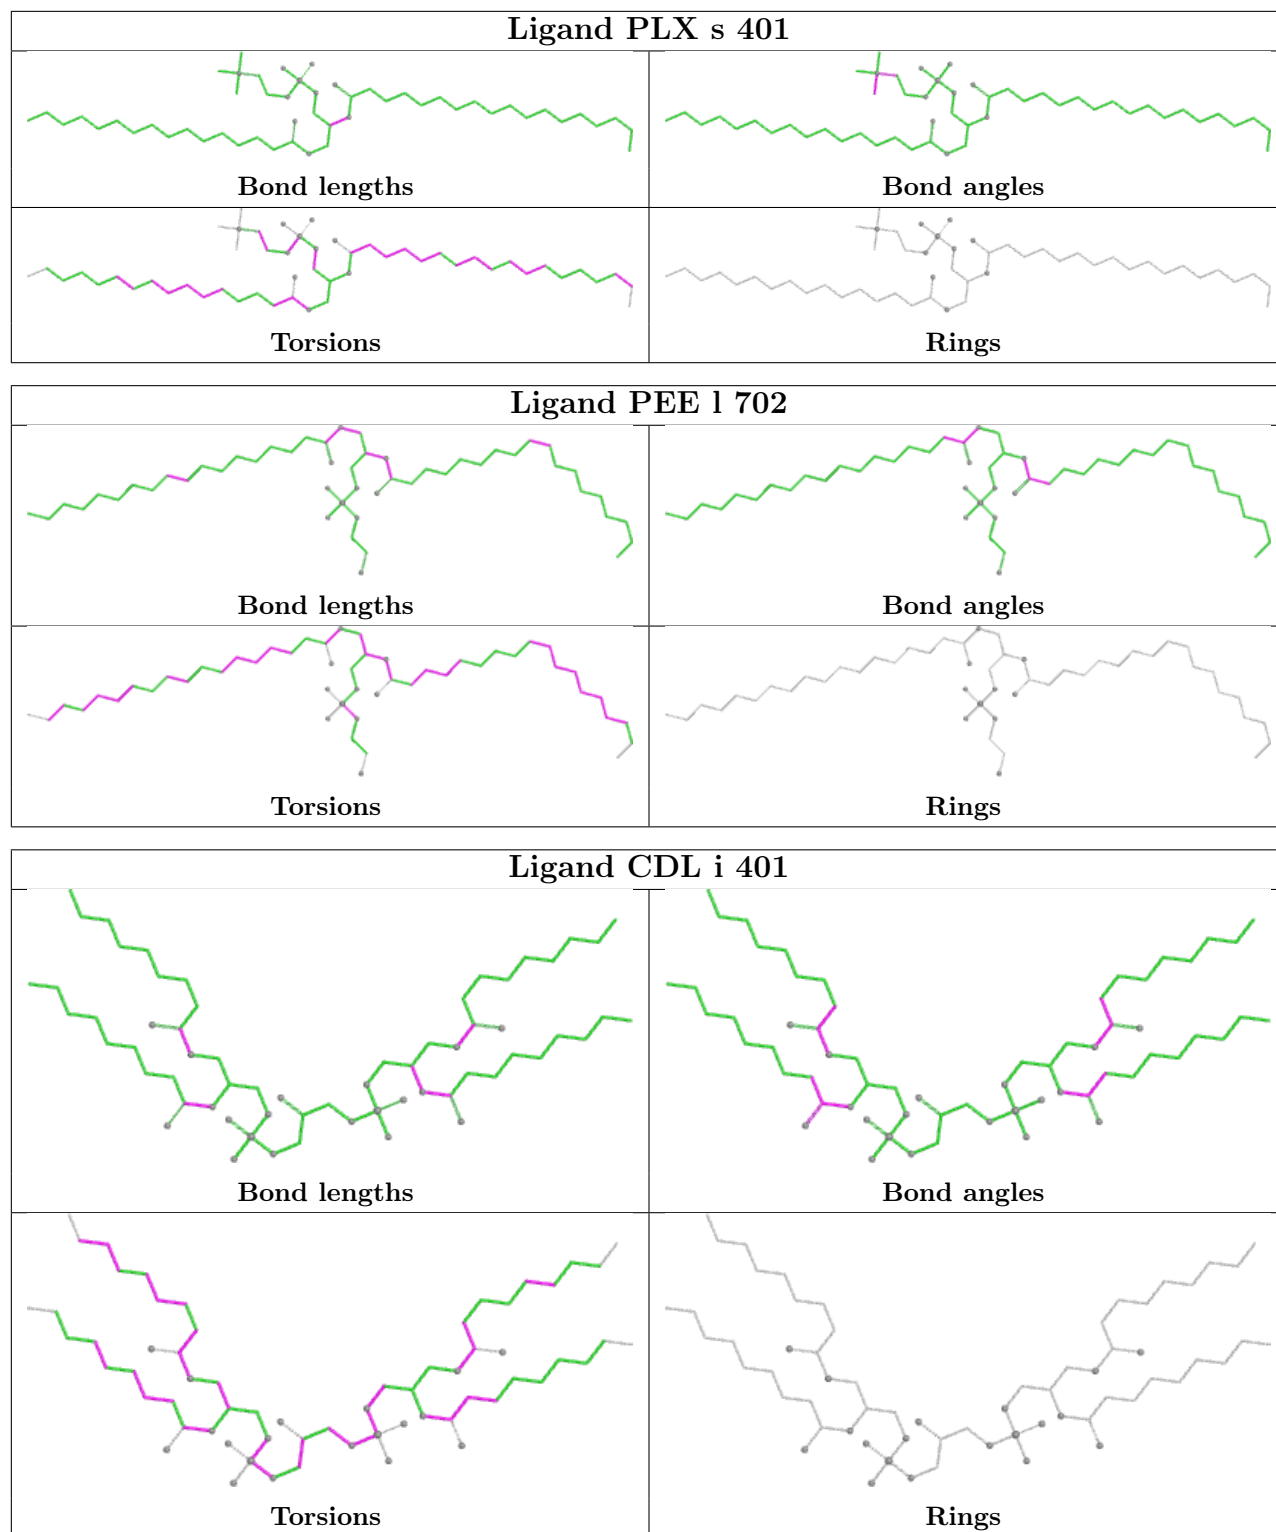 Ligand PLX s 401
Bond lengths
Bond angles
Torsions
Rings
Ligand PEE l 702
Bond lengths
Bond angles
Torsions
Rings
Ligand CDL i 401
Bond lengths
Bond angles
Torsions
Rings